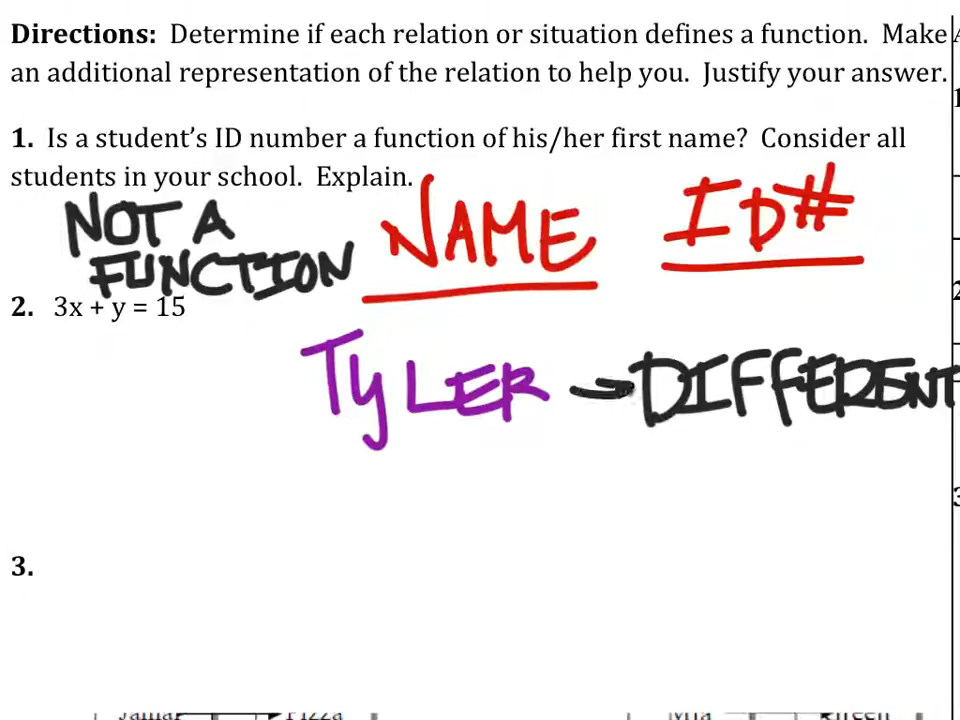 Directions: Determine if each relation or situation defines a function. Make
an additional representation of the relation to help you. Justify your answer.
1. Is a student's ID number a function of his/her first name? Consider all
students in your school. Explain.
NOT A
FUNCTION
NAME ID#
2. 3x + y = 15
TYLER DIFFERENT
3.
Pizza